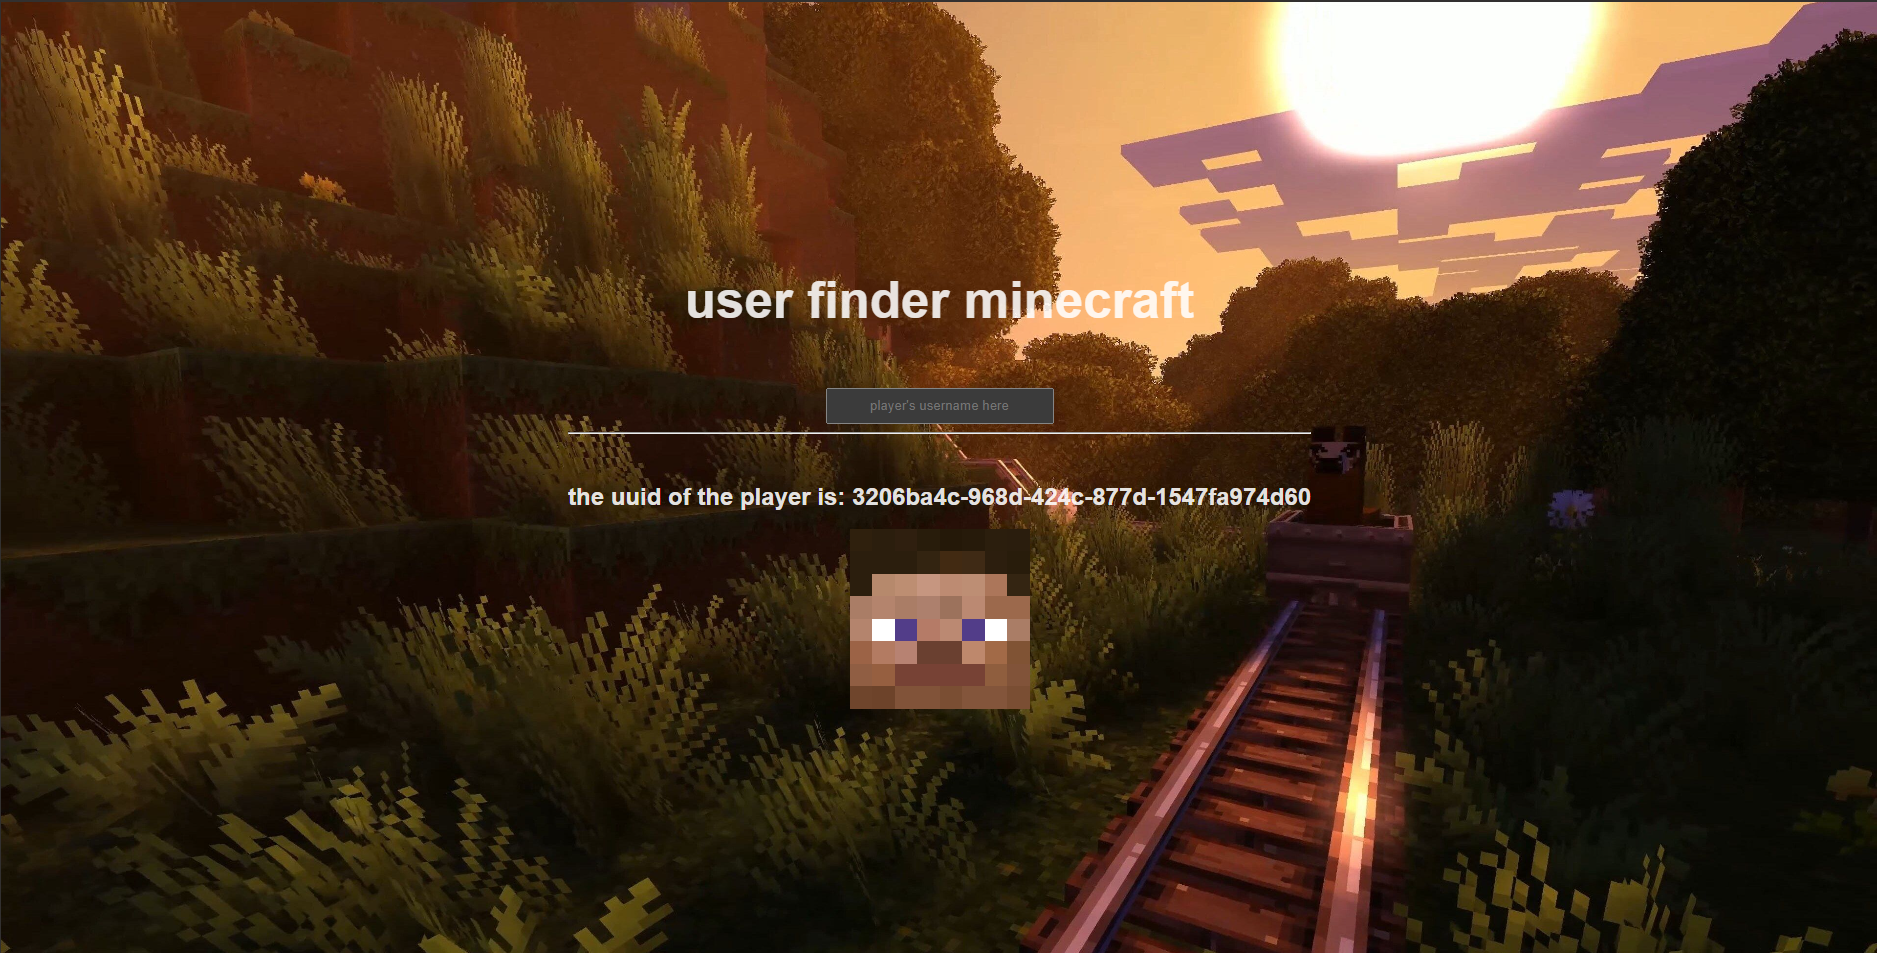 user finder minecraft
player's username here
the uuid of the player is: 3206ba4c-968d-424c-877d-1547fa974d60